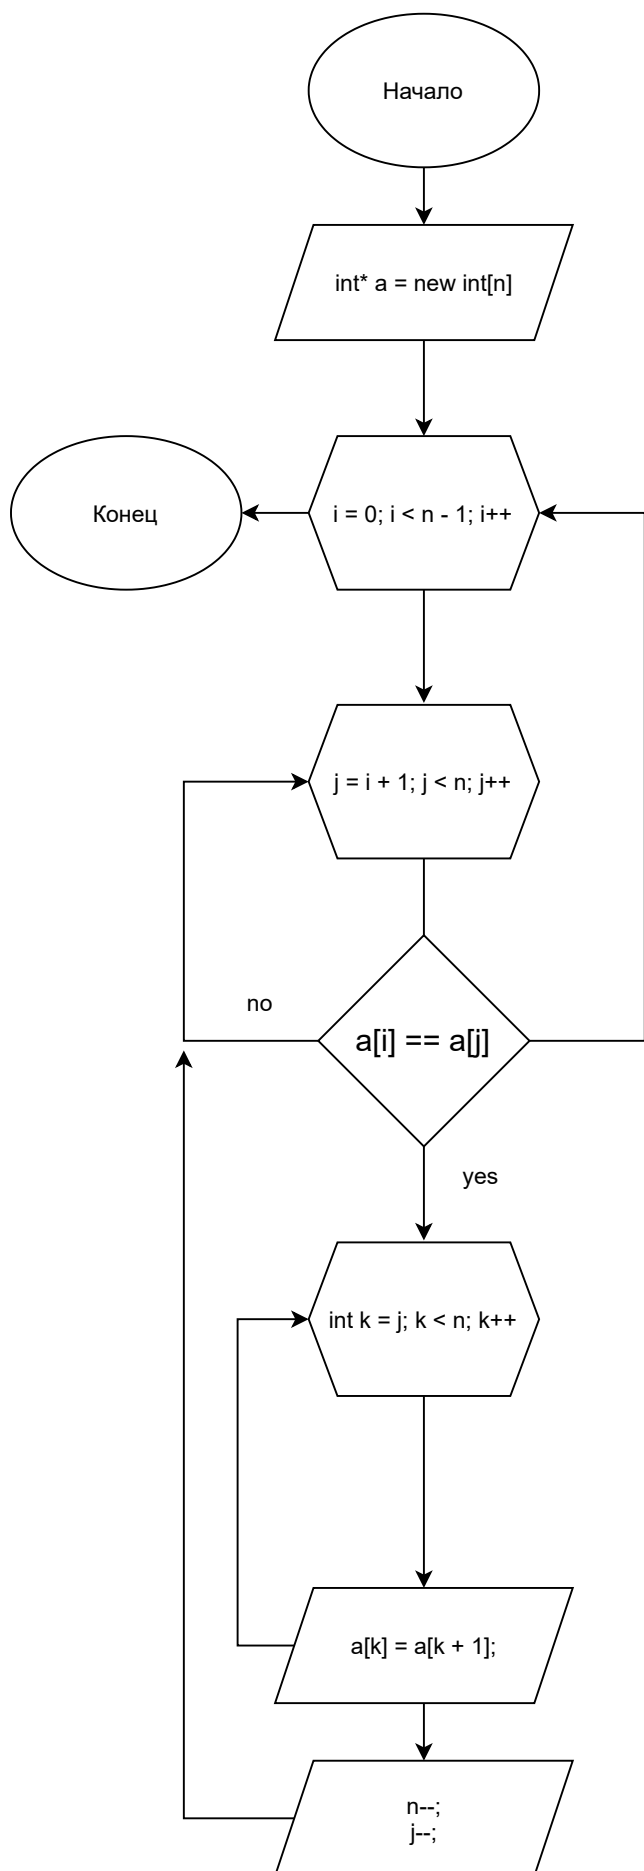 Начало
int* a = new int[n]
Конец
i = 0; i < n - 1; i++
j = i + 1; j < n; j++
no
a[i] == a[j]
yes
int k = j; k < n; k++
a[k] = a[k + 1];
n--;
j--;